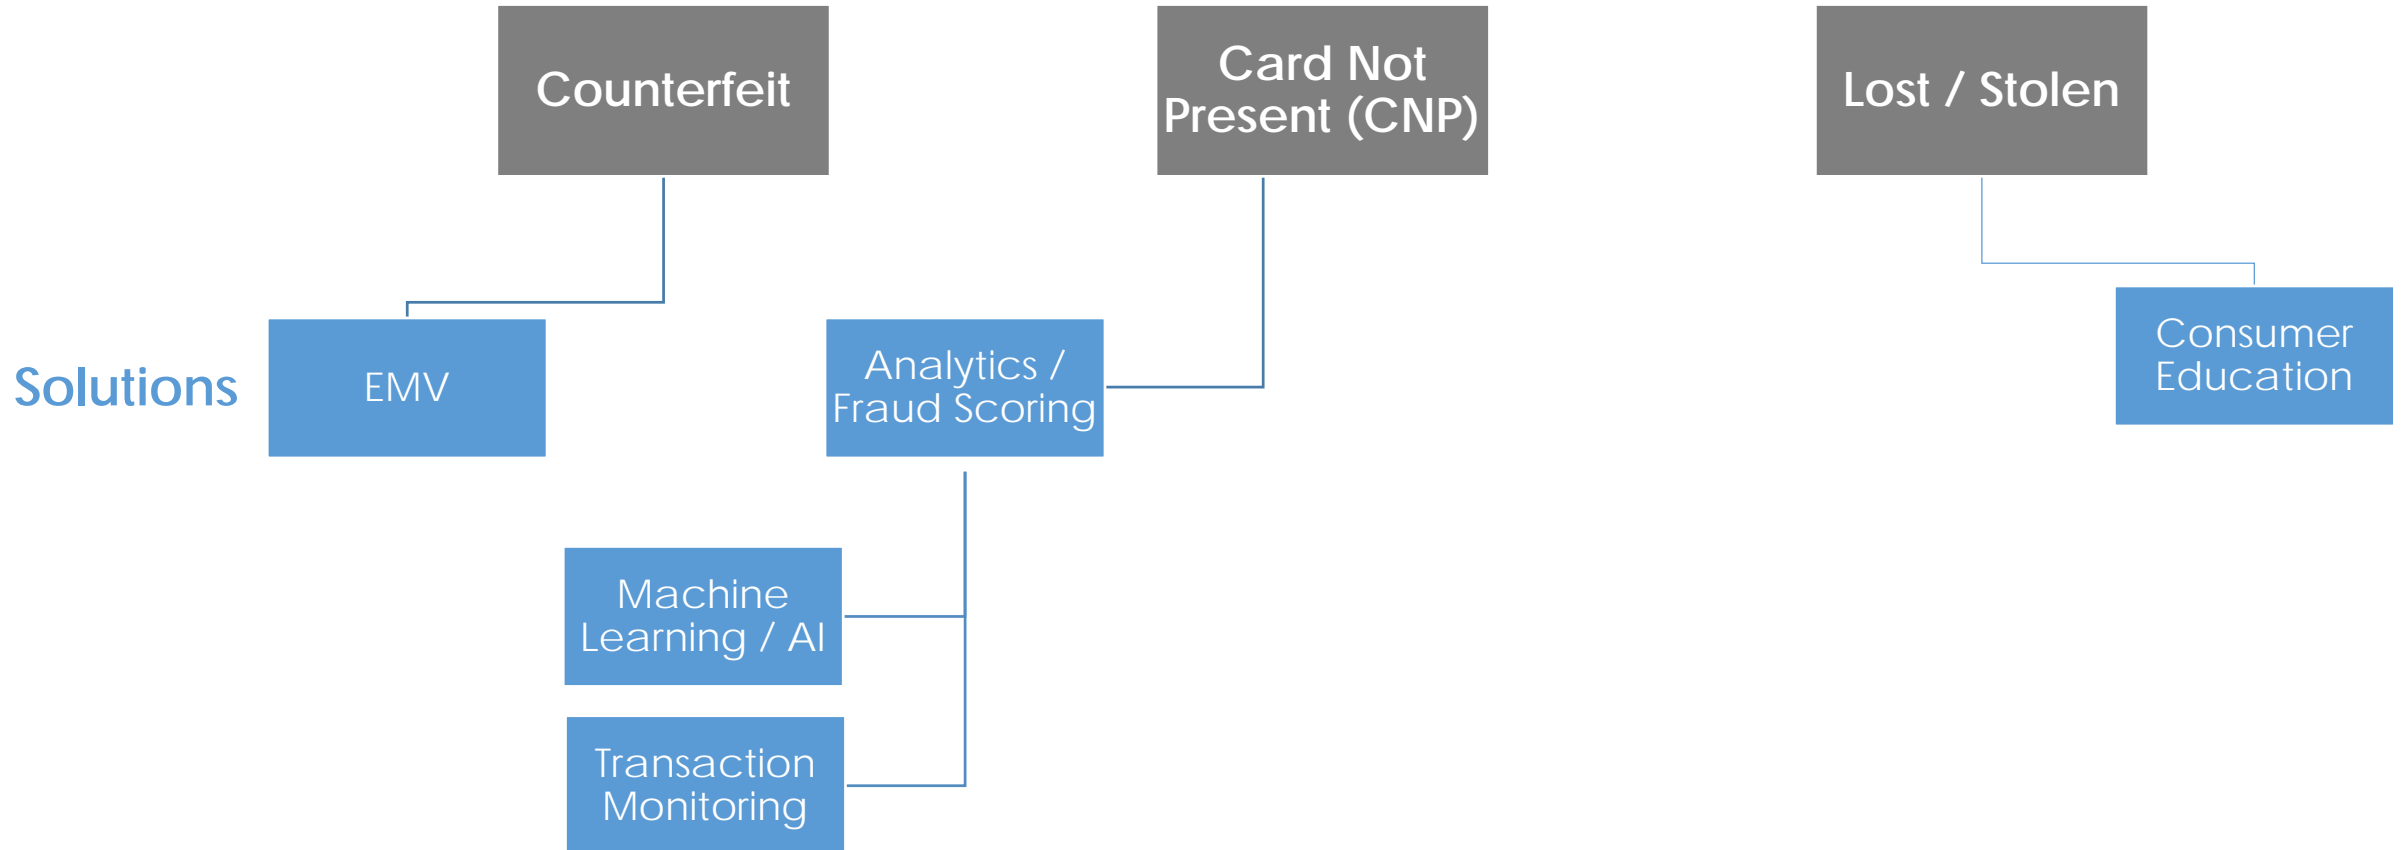 Counterfeit
Card Not
Present (CNP)
Lost / Stolen
Solutions
EMV
Analytics /
Fraud Scoring
Consumer
Education
Machine
Learning / AI
Transaction
Monitoring